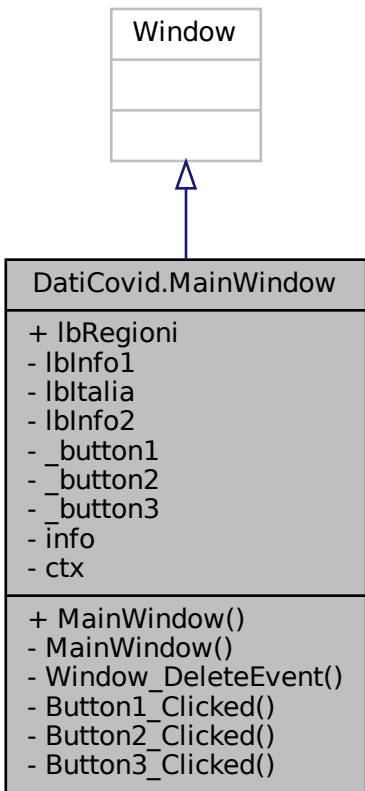 Window
DatiCovid.MainWindow
+ lbRegioni
- lbInfo1
- lbItalia
- lbInfo2
- _button1
- _button2
- _button3
- info
- ctx
+ MainWindow()
- MainWindow()
- Window_DeleteEvent()
- Button1_Clicked()
- Button2_Clicked()
- Button3_Clicked()